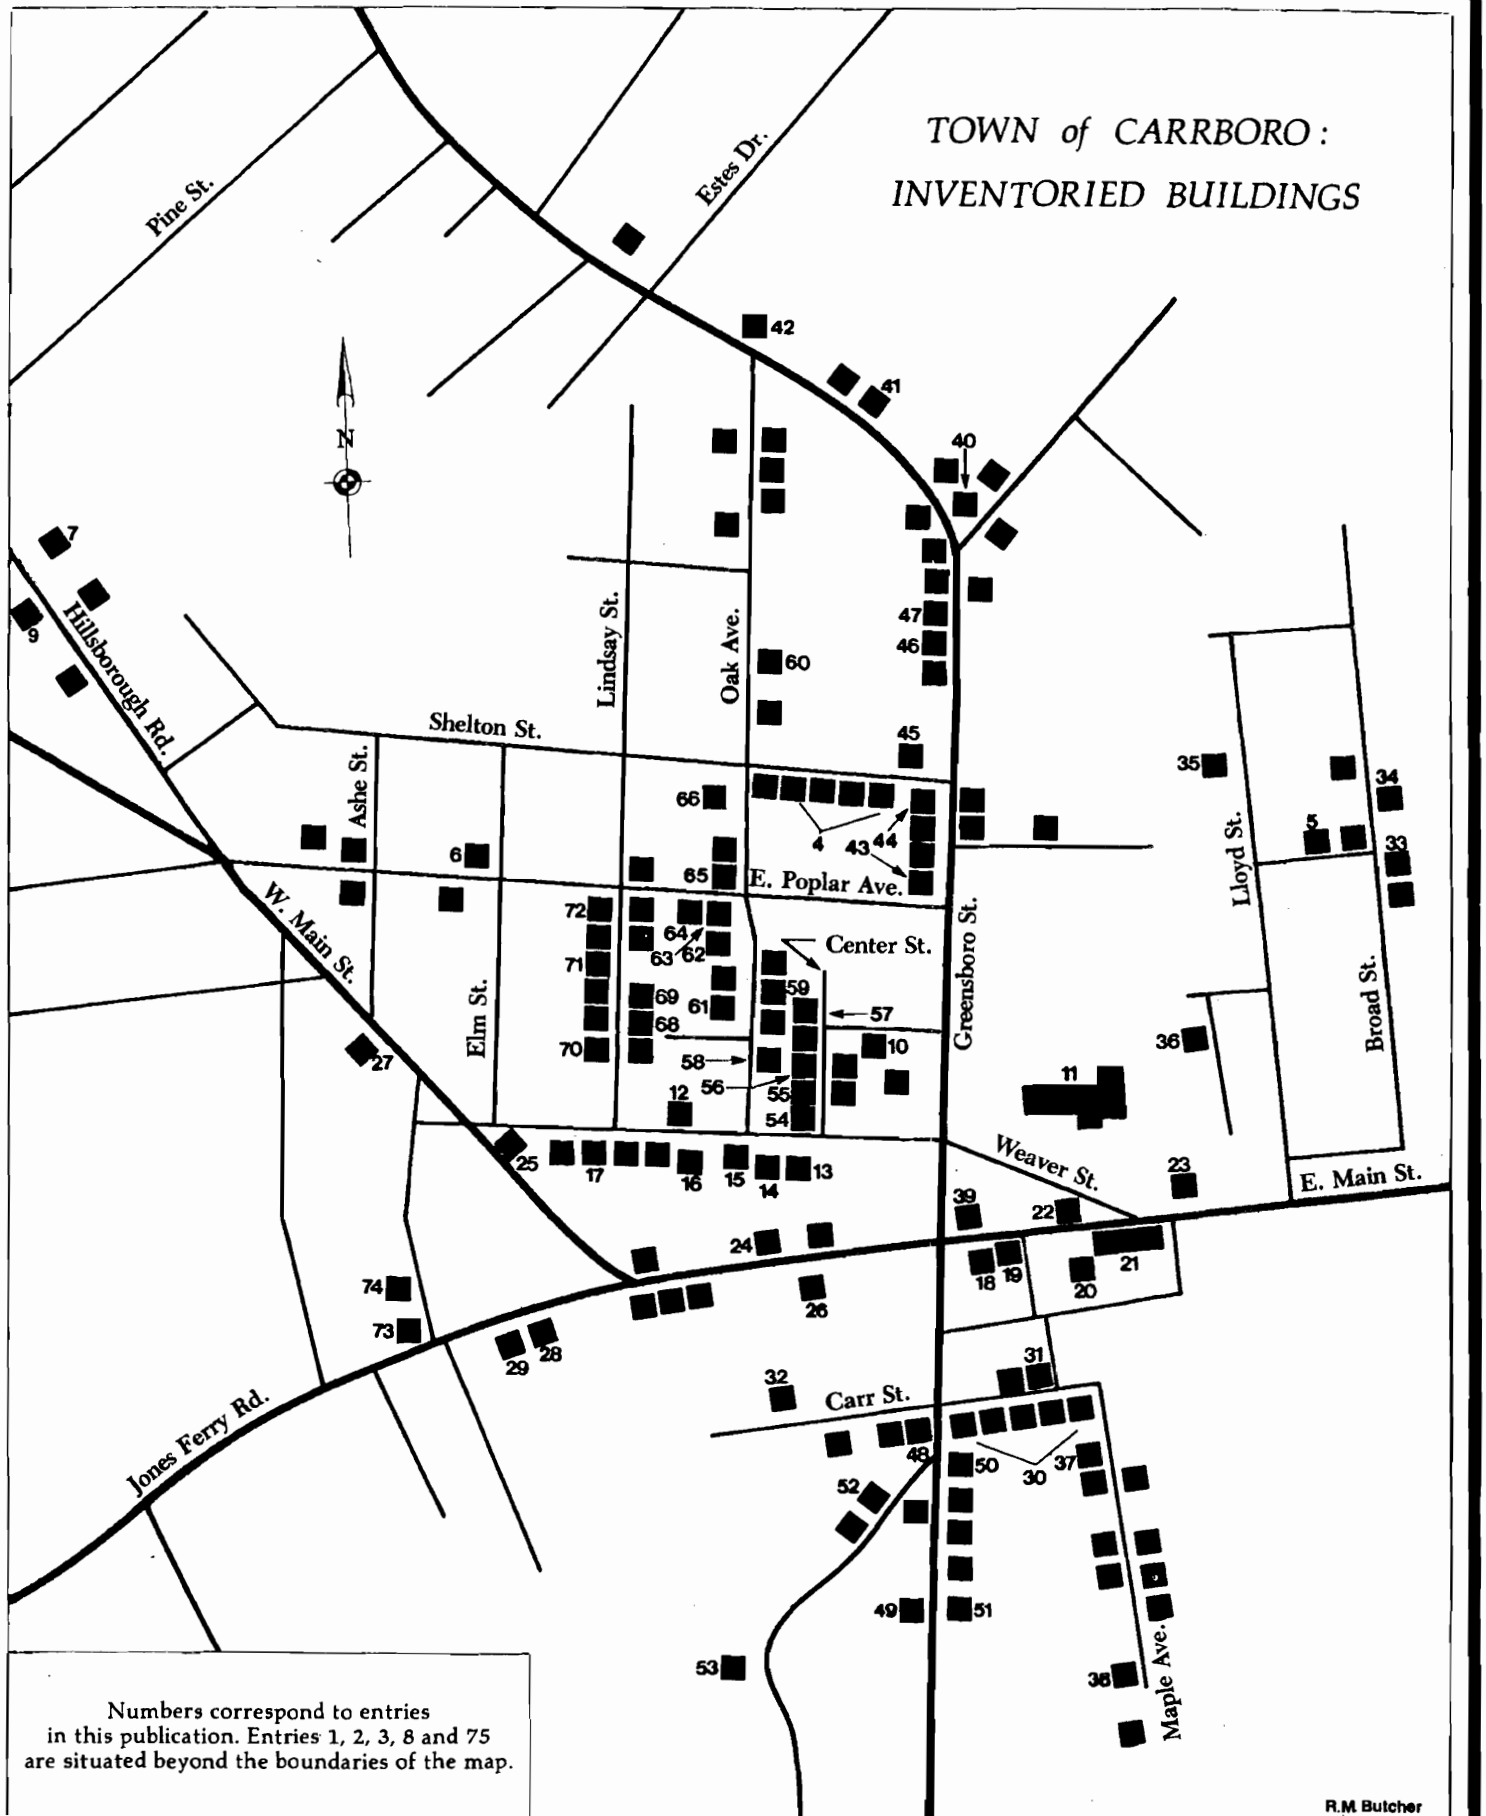 TOWN of CARRBORO:
INVENTORIED BUILDINGS
Pine St.
Estes Dr.
42
41
N
40
7
9
Hillsborough Rd.
Lindsay St.
Oak Ave.
47
46
60
45
Shelton St.
Ashe St.
66
35
34
4
43
44
5
33
6
65
E. Poplar Ave.
Lloyd St.
W. Main St.
72
64
63
62
Center St.
71
Elm St.
69
59
61
57
68
Greensboro St.
Broad St.
70
58
10
36
27
56
11
12
55
54
25
17
16
15
14
13
Weaver St.
23
E. Main St.
39
22
24
18
19
20
21
74
26
73
29
28
31
32
Carr St.
Jones Ferry Rd.
48
50
30
37
52
49
51
53
38
Maple Ave.
Numbers correspond to entries
in this publication. Entries 1, 2, 3, 8 and 75
are situated beyond the boundaries of the map.
R.M. Butcher